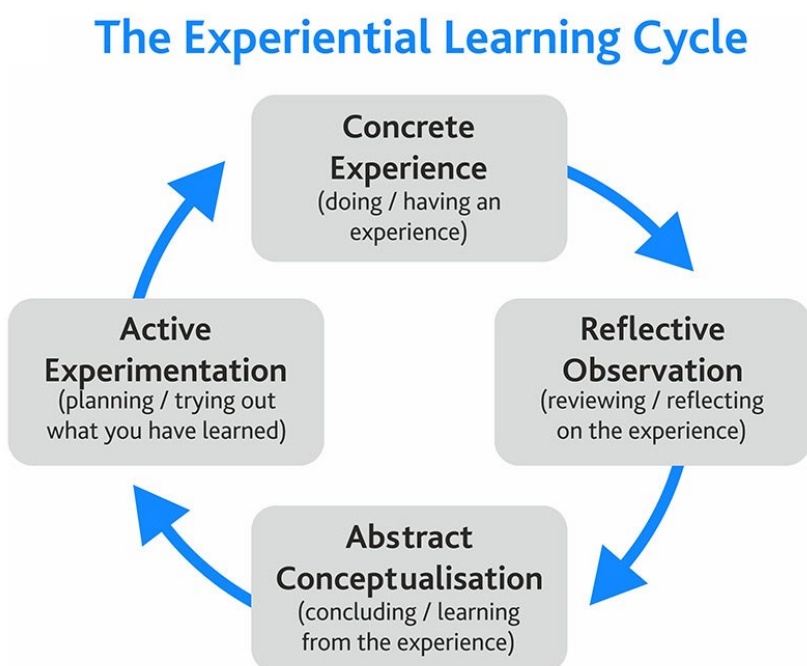 The Experiential Learning Cycle
Concrete
Experience
(doing / having an
experience)
Reflective
Observation
(reviewing / reflecting
on the experience)
Abstract
Conceptualisation
(concluding / learning
from the experience)
Active
Experimentation
(planning / trying out
what you have learned)